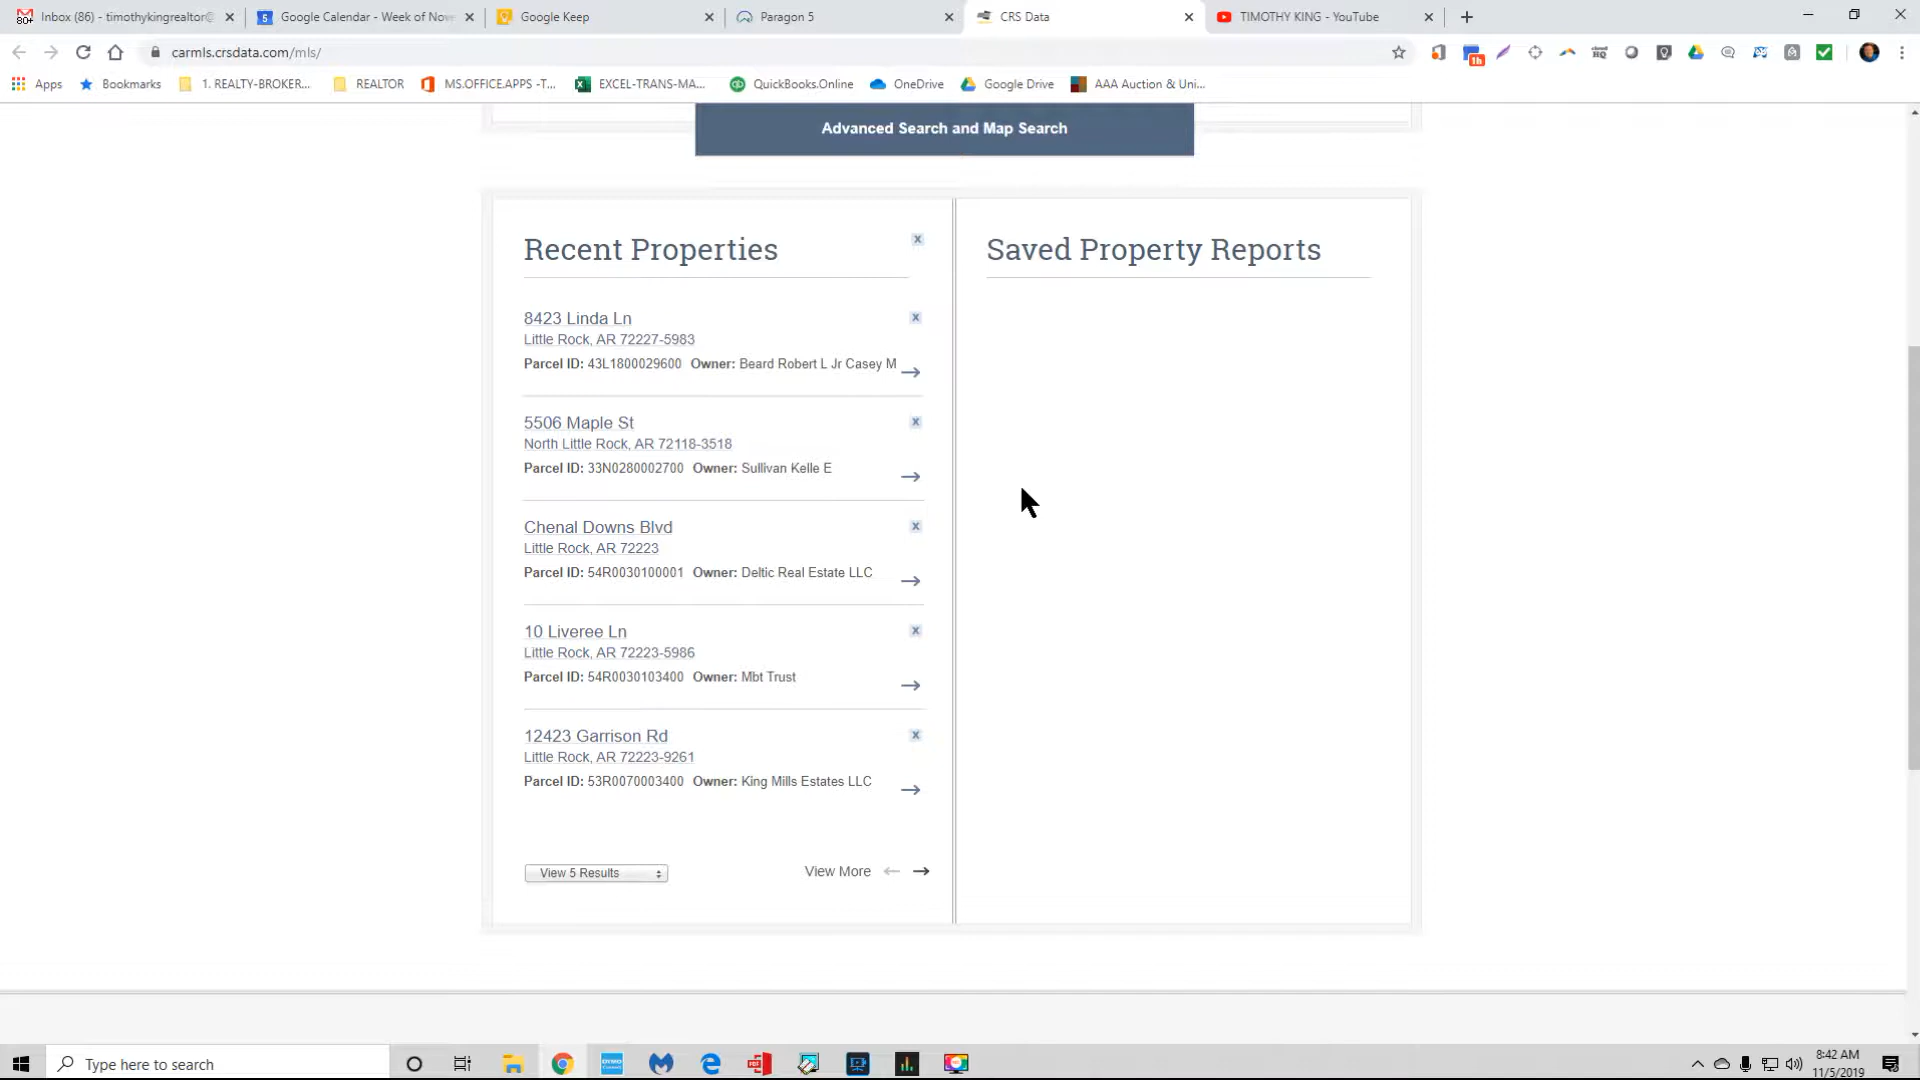 Inbox (86) - timothykingrealtor@
Google Calendar - Week of Nov
Google Keep
Paragon 5
CRS Data
TIMOTHY KING - YouTube
carmls.crsdata.com/mls/
1h
Apps
Bookmarks
1. REALTY-BROKER...
REALTOR
MS.OFFICE.APPS -T...
EXCEL-TRANS-MA...
QuickBooks.Online
OneDrive
Google Drive
AAA Auction & Uni...
Advanced Search and Map Search
Recent Properties
x
8423 Linda Ln
x
Little Rock, AR 72227-5983
Parcel ID: 43L1800029600 Owner: Beard Robert L Jr Casey M
5506 Maple St
x
North Little Rock, AR 72118-3518
Parcel ID: 33N0280002700 Owner: Sullivan Kelle E
Chenal Downs Blvd
x
Little Rock, AR 72223
Parcel ID: 54R0030100001 Owner: Deltic Real Estate LLC
10 Liveree Ln
x
Little Rock, AR 72223-5986
Parcel ID: 54R0030103400 Owner: Mbt Trust
12423 Garrison Rd
x
Little Rock, AR 72223-9261
Parcel ID: 53R0070003400 Owner: King Mills Estates LLC
View 5 Results
View More
Saved Property Reports
Type here to search
8:42 AM
11/5/2019